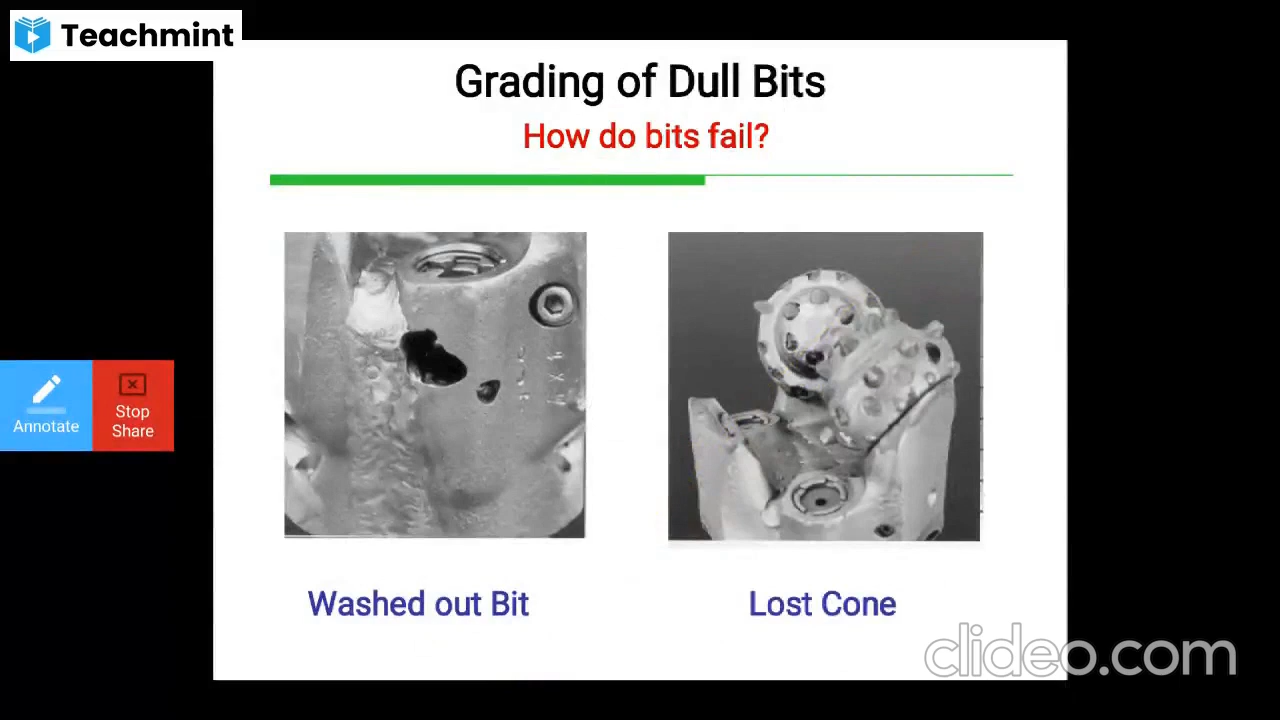 Teachmint
Grading of Dull Bits
How do bits fail?
Annotate
Stop
Share
Washed out Bit
Lost Cone
clideo.com